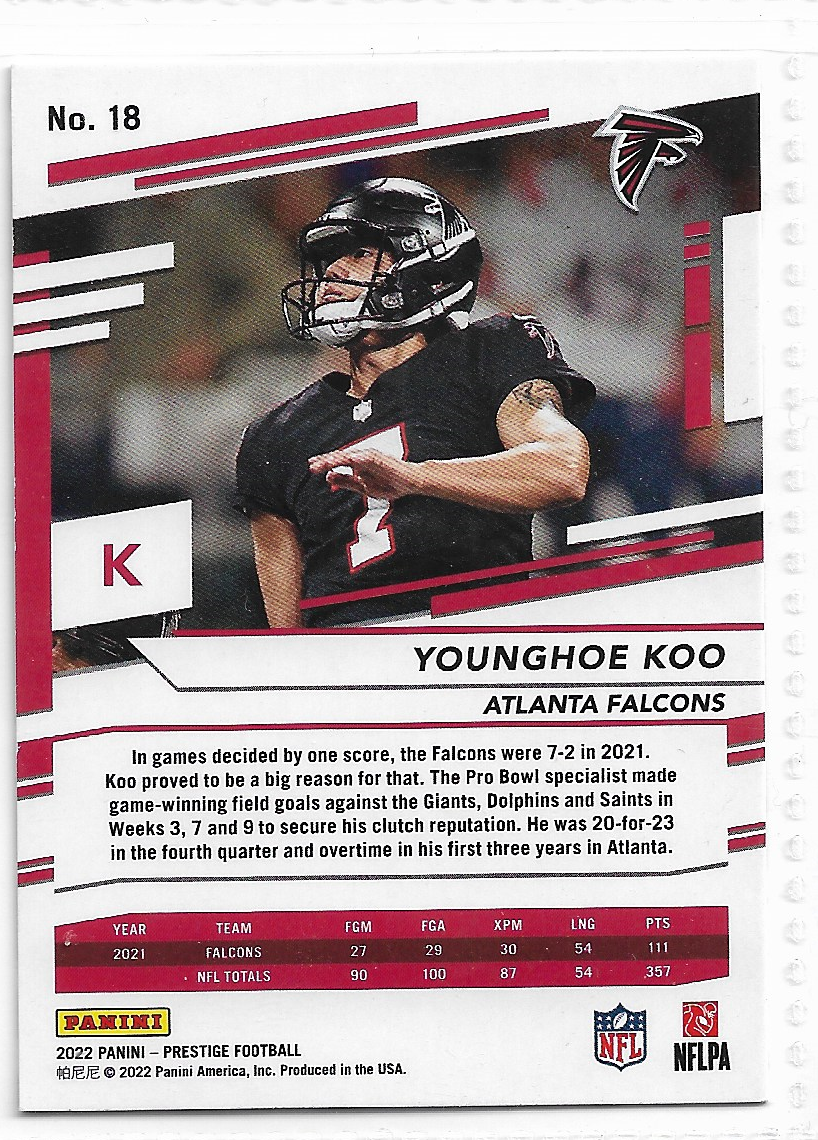 No. 18
7
K
YOUNGHOE KOO
ATLANTA FALCONS
In games decided by one score, the Falcons were 7-2 in 2021.
Koo proved to be a big reason for that. The Pro Bowl specialist made
game-winning field goals against the Giants, Dolphins and Saints in
Weeks 3, 7 and 9 to secure his clutch reputation. He was 20-for-23
in the fourth quarter and overtime in his first three years in Atlanta.
YEAR TEAM FGM FGA XPM LNG PTS
2021 FALCONS 27 29 30 54 111
NFL TOTALS 90 100 87 54 357
PANINI
2022 PANINI – PRESTIGE FOOTBALL
帕尼尼 © 2022 Panini America, Inc. Produced in the USA.
NFL
NFLPA